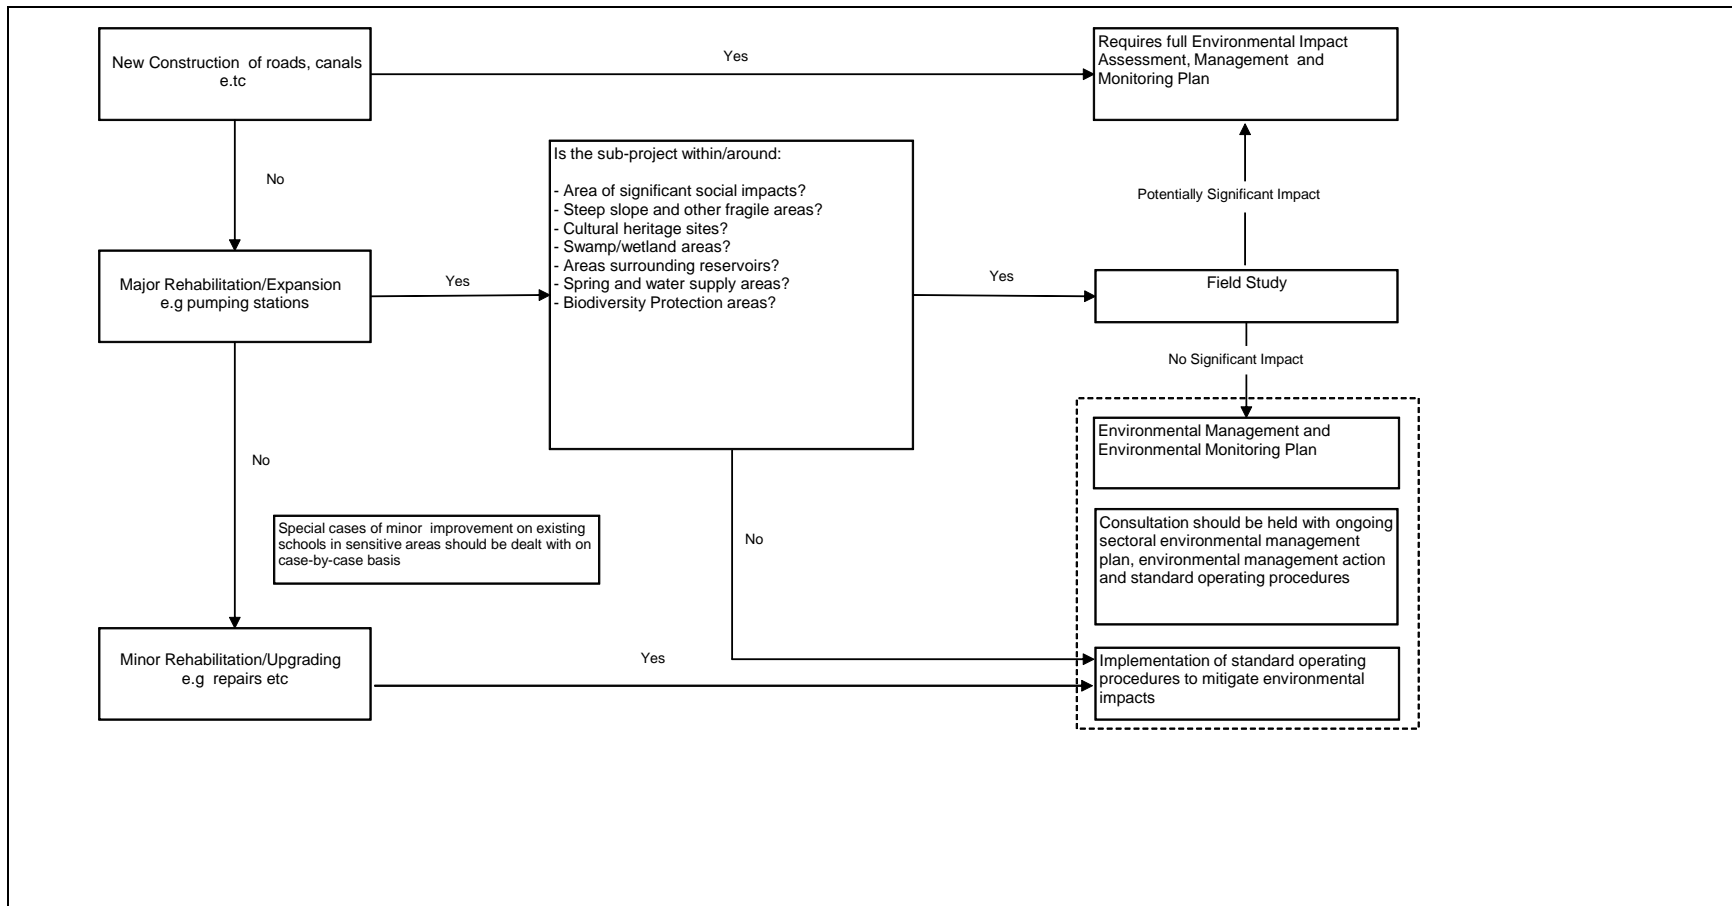 New Construction of roads, canals
e.tc
Yes
Requires full Environmental Impact
Assessment, Management and
Monitoring Plan
No
Is the sub-project within/around:
- Area of significant social impacts?
- Steep slope and other fragile areas?
- Cultural heritage sites?
- Swamp/wetland areas?
- Areas surrounding reservoirs?
- Spring and water supply areas?
- Biodiversity Protection areas?
Potentially Significant Impact
Major Rehabilitation/Expansion
e.g pumping stations
Yes
Yes
Field Study
No Significant Impact
No
Environmental Management and
Environmental Monitoring Plan
Special cases of minor improvement on existing
schools in sensitive areas should be dealt with on
case-by-case basis
No
Consultation should be held with ongoing
sectoral environmental management
plan, environmental management action
and standard operating procedures
Minor Rehabilitation/Upgrading
e.g repairs etc
Yes
Implementation of standard operating
procedures to mitigate environmental
impacts